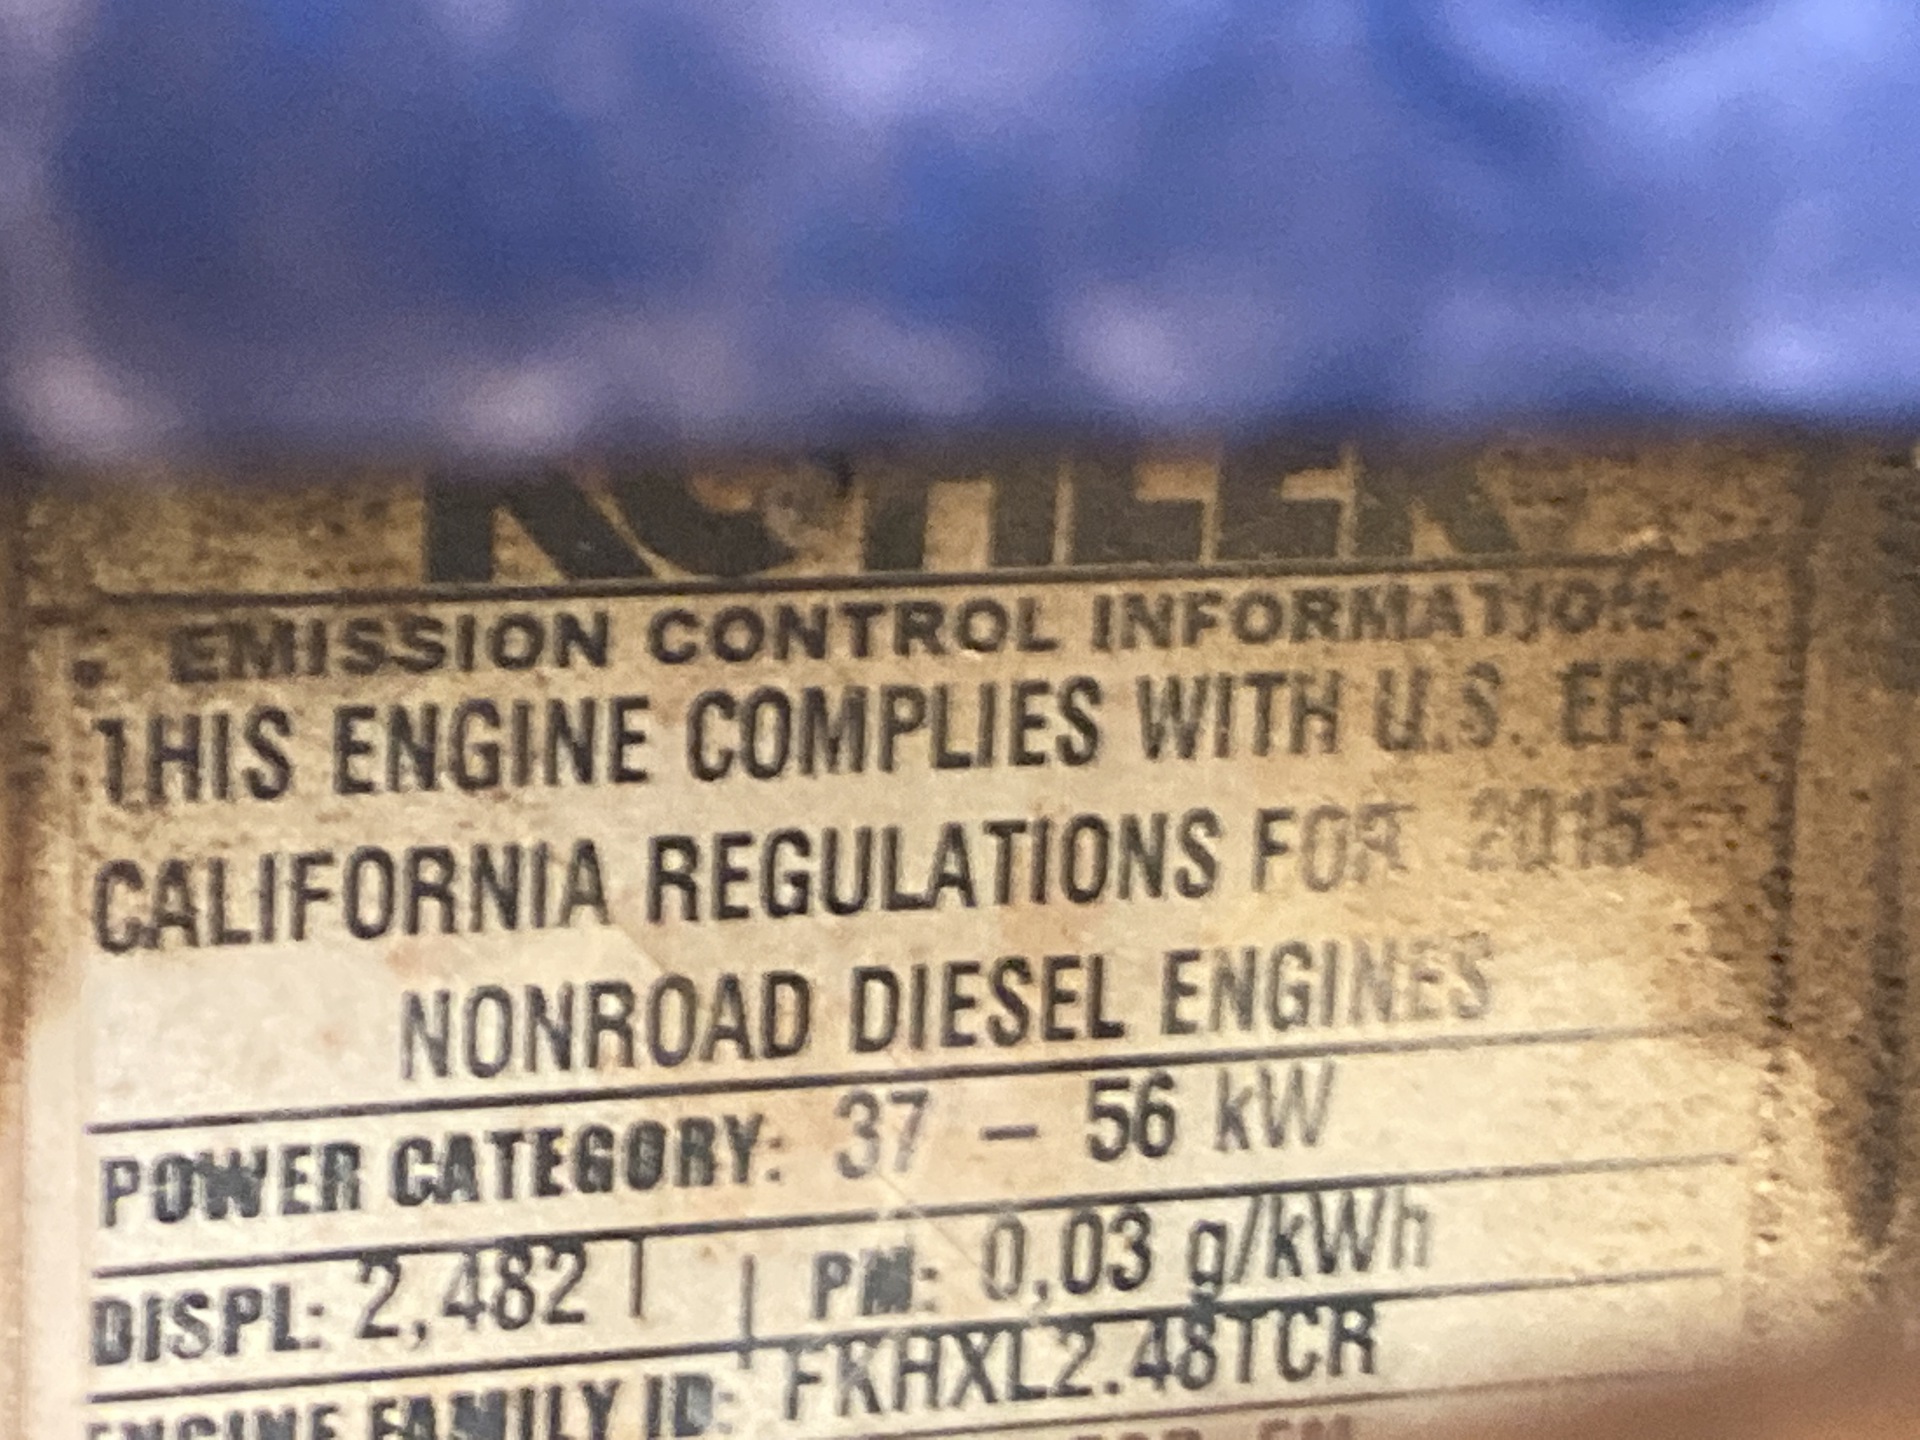 KOHLER
EMISSION CONTROL INFORMATION
THIS ENGINE COMPLIES WITH U.S. EPA/
CALIFORNIA REGULATIONS FOR 2015
NONROAD DIESEL ENGINES
POWER CATEGORY: 37 – 56 kW
DISPL: 2,482 l | PM: 0,03 g/kWh
ENGINE FAMILY ID: FKHXL2.48TCR